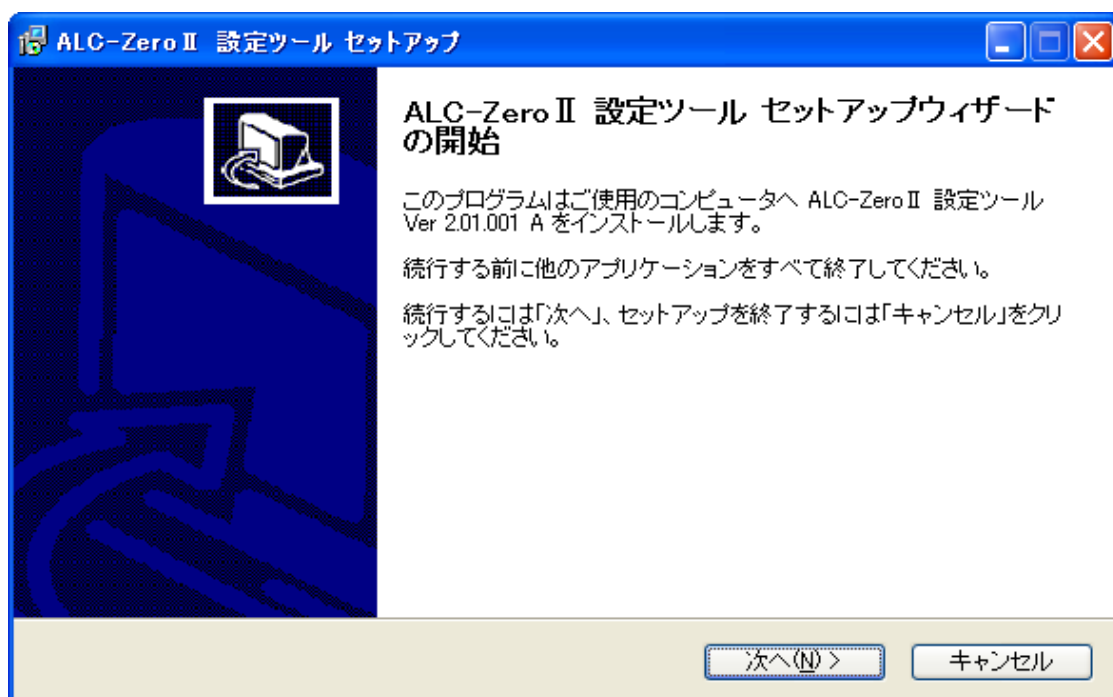 ALC-ZeroⅡ 設定ツール セットアップ
ALC-ZeroⅡ 設定ツール セットアップウィザード
の開始
このプログラムはご使用のコンピュータへ ALC-ZeroⅡ 設定ツール
Ver 2.01.001 A をインストールします。
続行する前に他のアプリケーションをすべて終了してください。
続行するには「次へ」、セットアップを終了するには「キャンセル」をクリ
ックしてください。
次へ(N) >
キャンセル